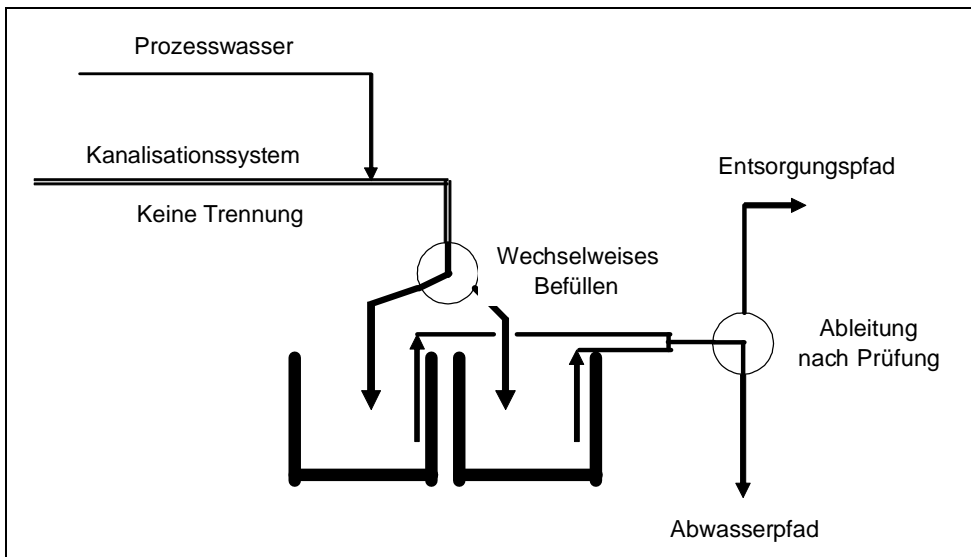 Prozesswasser
Kanalisationssystem
Keine Trennung
Entsorgungspfad
Wechselweises
Befüllen
Ableitung
nach Prüfung
Abwasserpfad